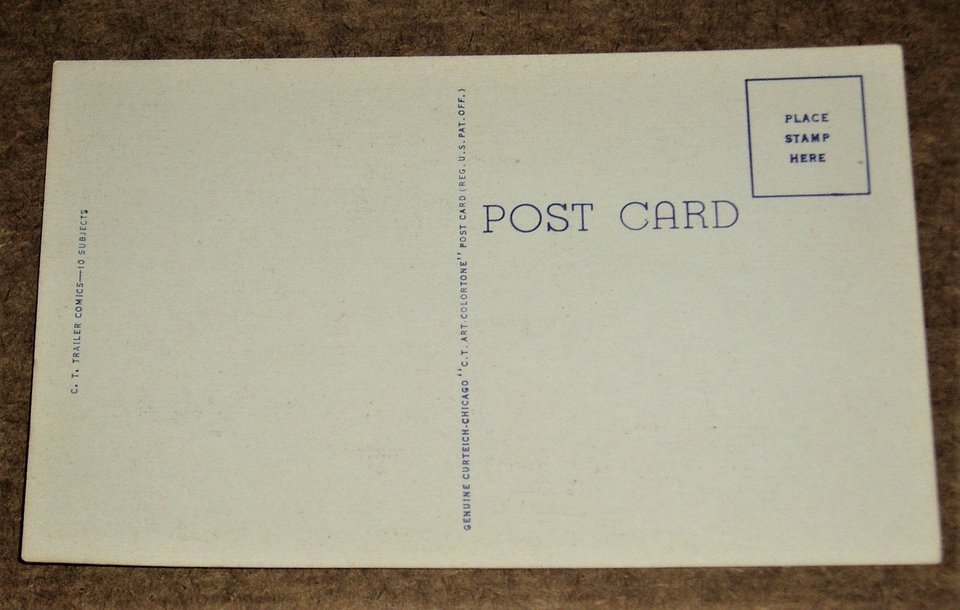 C. T. TRAILER COMICS—10 SUBJECTS
GENUINE CURTEICH-CHICAGO "C.T. ART-COLORTONE" POST CARD (REG. U.S. PAT. OFF.)
POST CARD
PLACE
STAMP
HERE